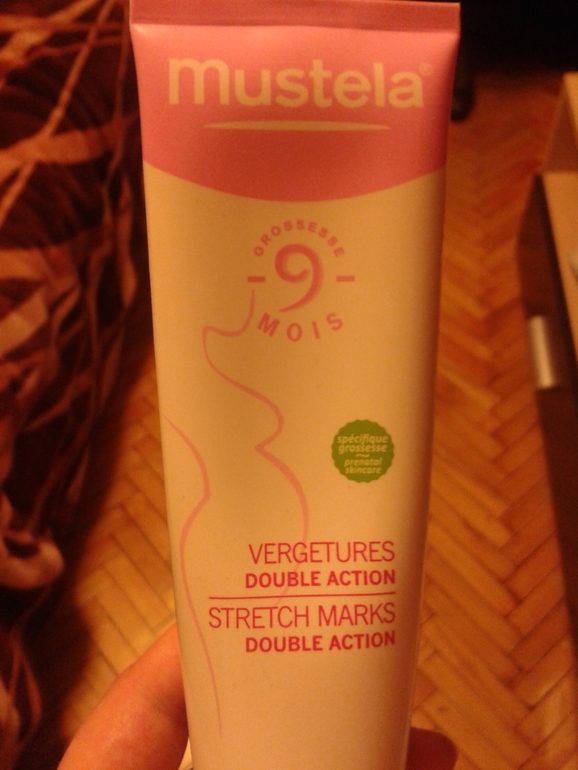 mustela®
GROSSESSE
9
MOIS
spécifique
grossesse
prenatal
skincare
VERGETURES
DOUBLE ACTION
STRETCH MARKS
DOUBLE ACTION